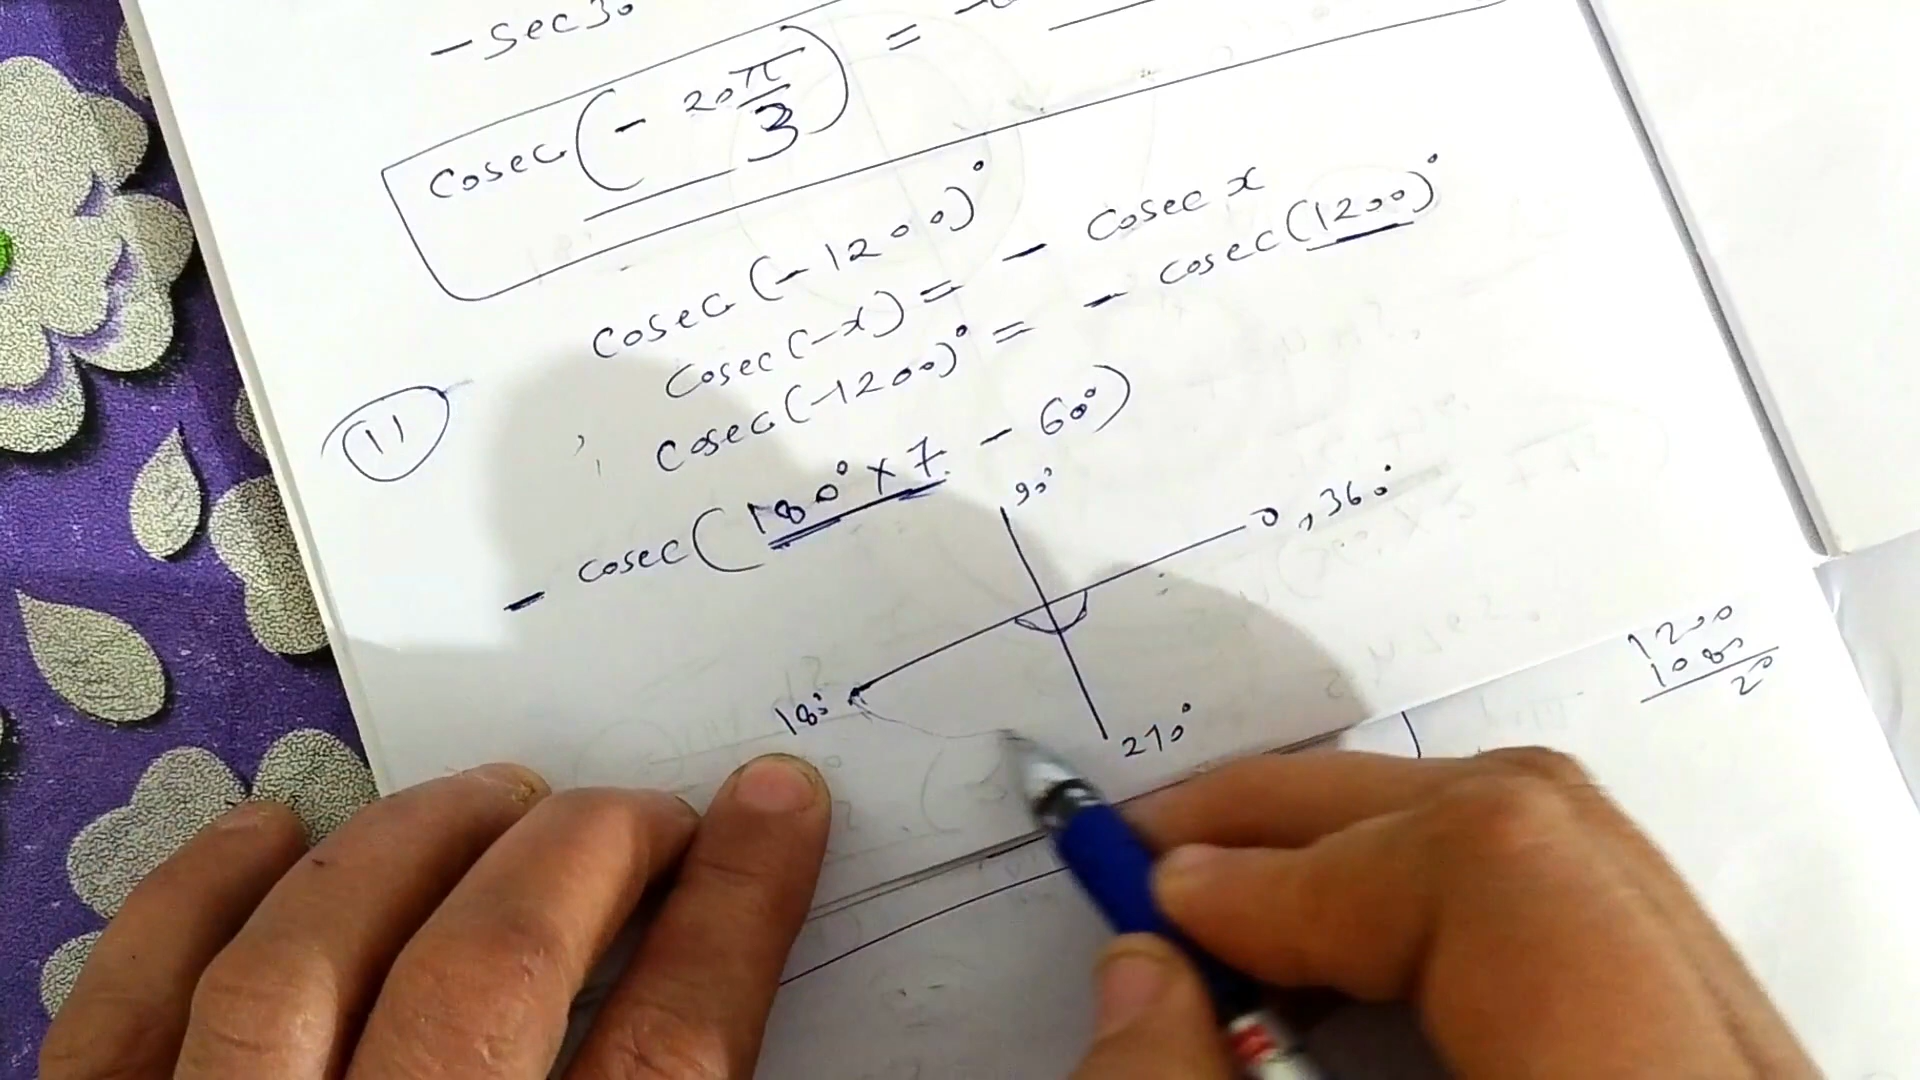 - sec30
cosec(- 20π/3) = -
cosec(-1200)°
cosec(-x) = - cosec x
11
; cosec(-1200)° = - cosec(1200)°
- cosec(180° x 7 - 60°)
90°
0, 360°
180°
270°
1200
1080